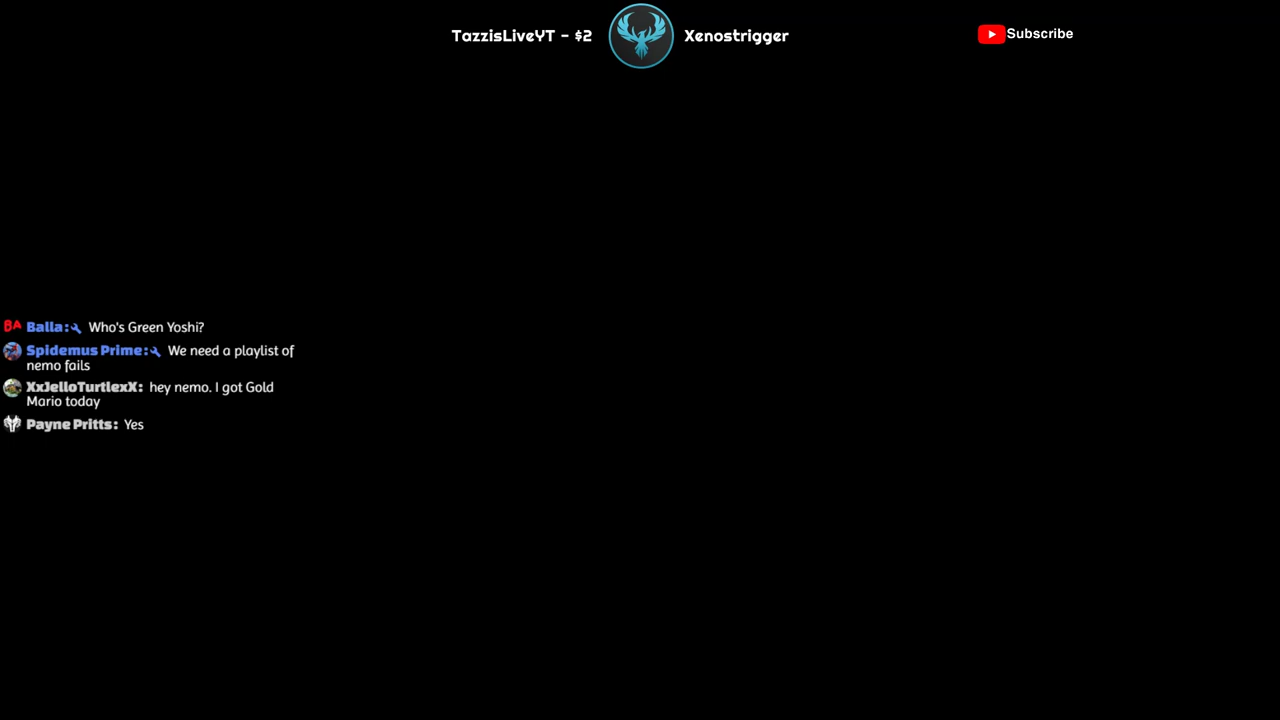 TazzisLiveYT - $2
Xenostrigger
Subscribe
BA Balla: Who's Green Yoshi?
Spidemus Prime: We need a playlist of
nemo fails
XxJelloTurtlexX: hey nemo. I got Gold
Mario today
Payne Pritts: Yes